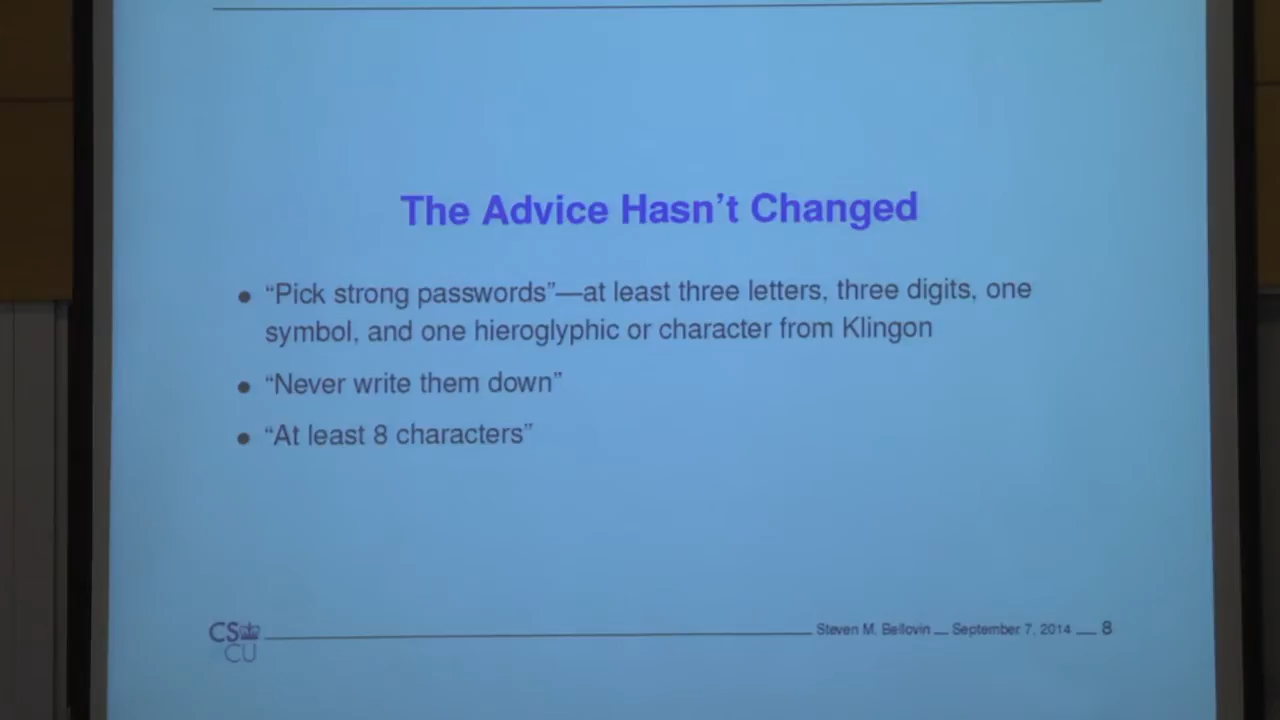 The Advice Hasn't Changed
• “Pick strong passwords”—at least three letters, three digits, one
symbol, and one hieroglyphic or character from Klingon
• “Never write them down”
• “At least 8 characters”
CS
CU
Steven M. Bellovin — September 7, 2014 — 8